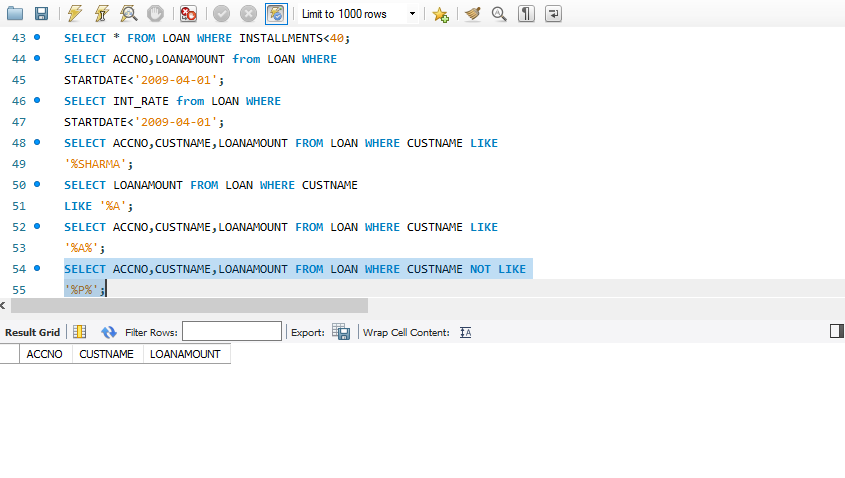 Limit to 1000 rows
43 SELECT * FROM LOAN WHERE INSTALLMENTS<40;
44 SELECT ACCNO,LOANAMOUNT from LOAN WHERE
45 STARTDATE<'2009-04-01';
46 SELECT INT_RATE from LOAN WHERE
47 STARTDATE<'2009-04-01';
48 SELECT ACCNO,CUSTNAME,LOANAMOUNT FROM LOAN WHERE CUSTNAME LIKE
49 '%SHARMA';
50 SELECT LOANAMOUNT FROM LOAN WHERE CUSTNAME
51 LIKE '%A';
52 SELECT ACCNO,CUSTNAME,LOANAMOUNT FROM LOAN WHERE CUSTNAME LIKE
53 '%A%';
54 SELECT ACCNO,CUSTNAME,LOANAMOUNT FROM LOAN WHERE CUSTNAME NOT LIKE
55 '%P%';
Result Grid Filter Rows: Export: Wrap Cell Content:
ACCNO CUSTNAME LOANAMOUNT